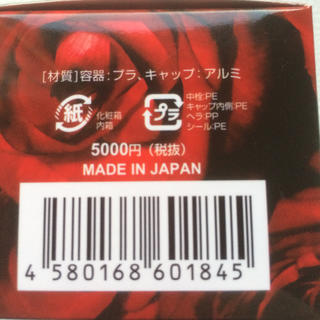 [材質]容器:プラ、キャップ:アルミ
紙
化粧箱
内箱
プラ
中栓:PE
キャップ内側:PE
ヘラ:PP
シール:PE
5000円(税抜)
MADE IN JAPAN
4 580168 601845